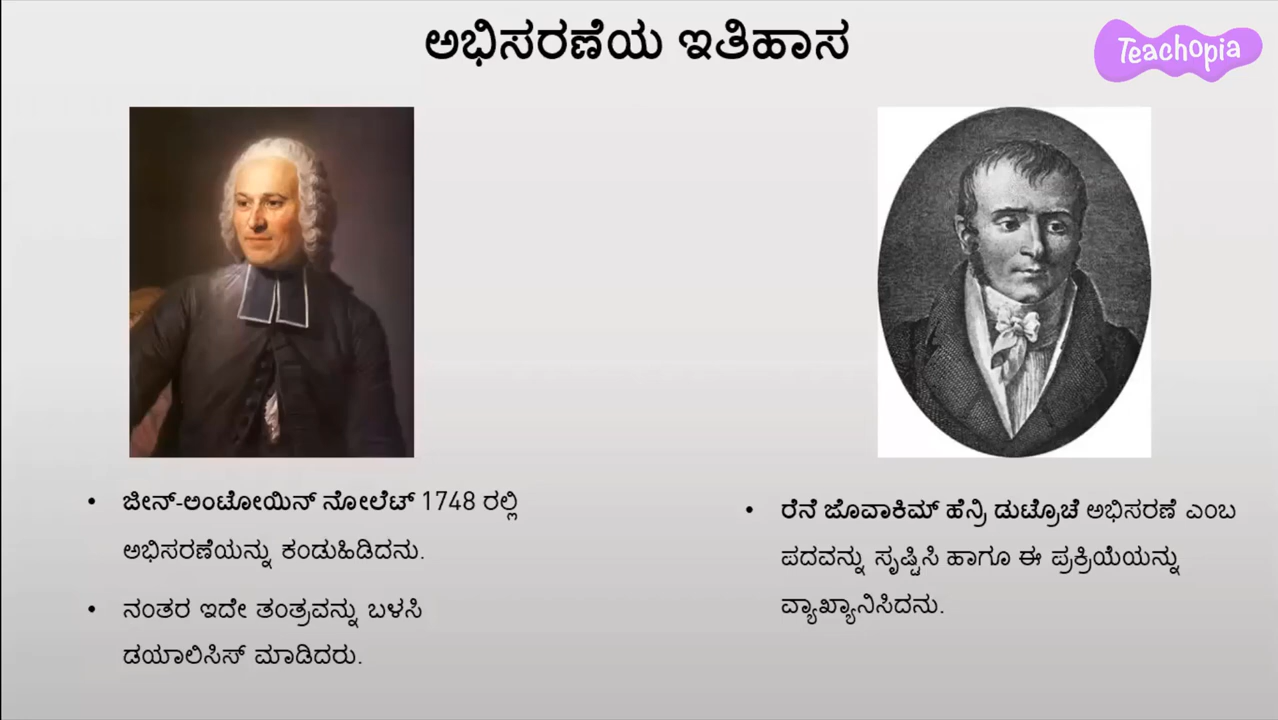 ಅಭಿಸರಣೆಯ ಇತಿಹಾಸ
Teachopia
• ಜೀನ್-ಅಂಟೋಯಿನ್ ನೋಲೆಟ್ 1748 ರಲ್ಲಿ
ಅಭಿಸರಣೆಯನ್ನು ಕಂಡುಹಿಡಿದನು.
• ನಂತರ ಇದೇ ತಂತ್ರವನ್ನು ಬಳಸಿ
ಡಯಾಲಿಸಿಸ್ ಮಾಡಿದರು.
• ರೆನೆ ಜೊವಾಕಿಮ್ ಹೆನ್ರಿ ಡುಟ್ರೊಚೆ ಅಭಿಸರಣೆ ಎಂಬ
ಪದವನ್ನು ಸೃಷ್ಟಿಸಿ ಹಾಗೂ ಈ ಪ್ರಕ್ರಿಯೆಯನ್ನು
ವ್ಯಾಖ್ಯಾನಿಸಿದನು.